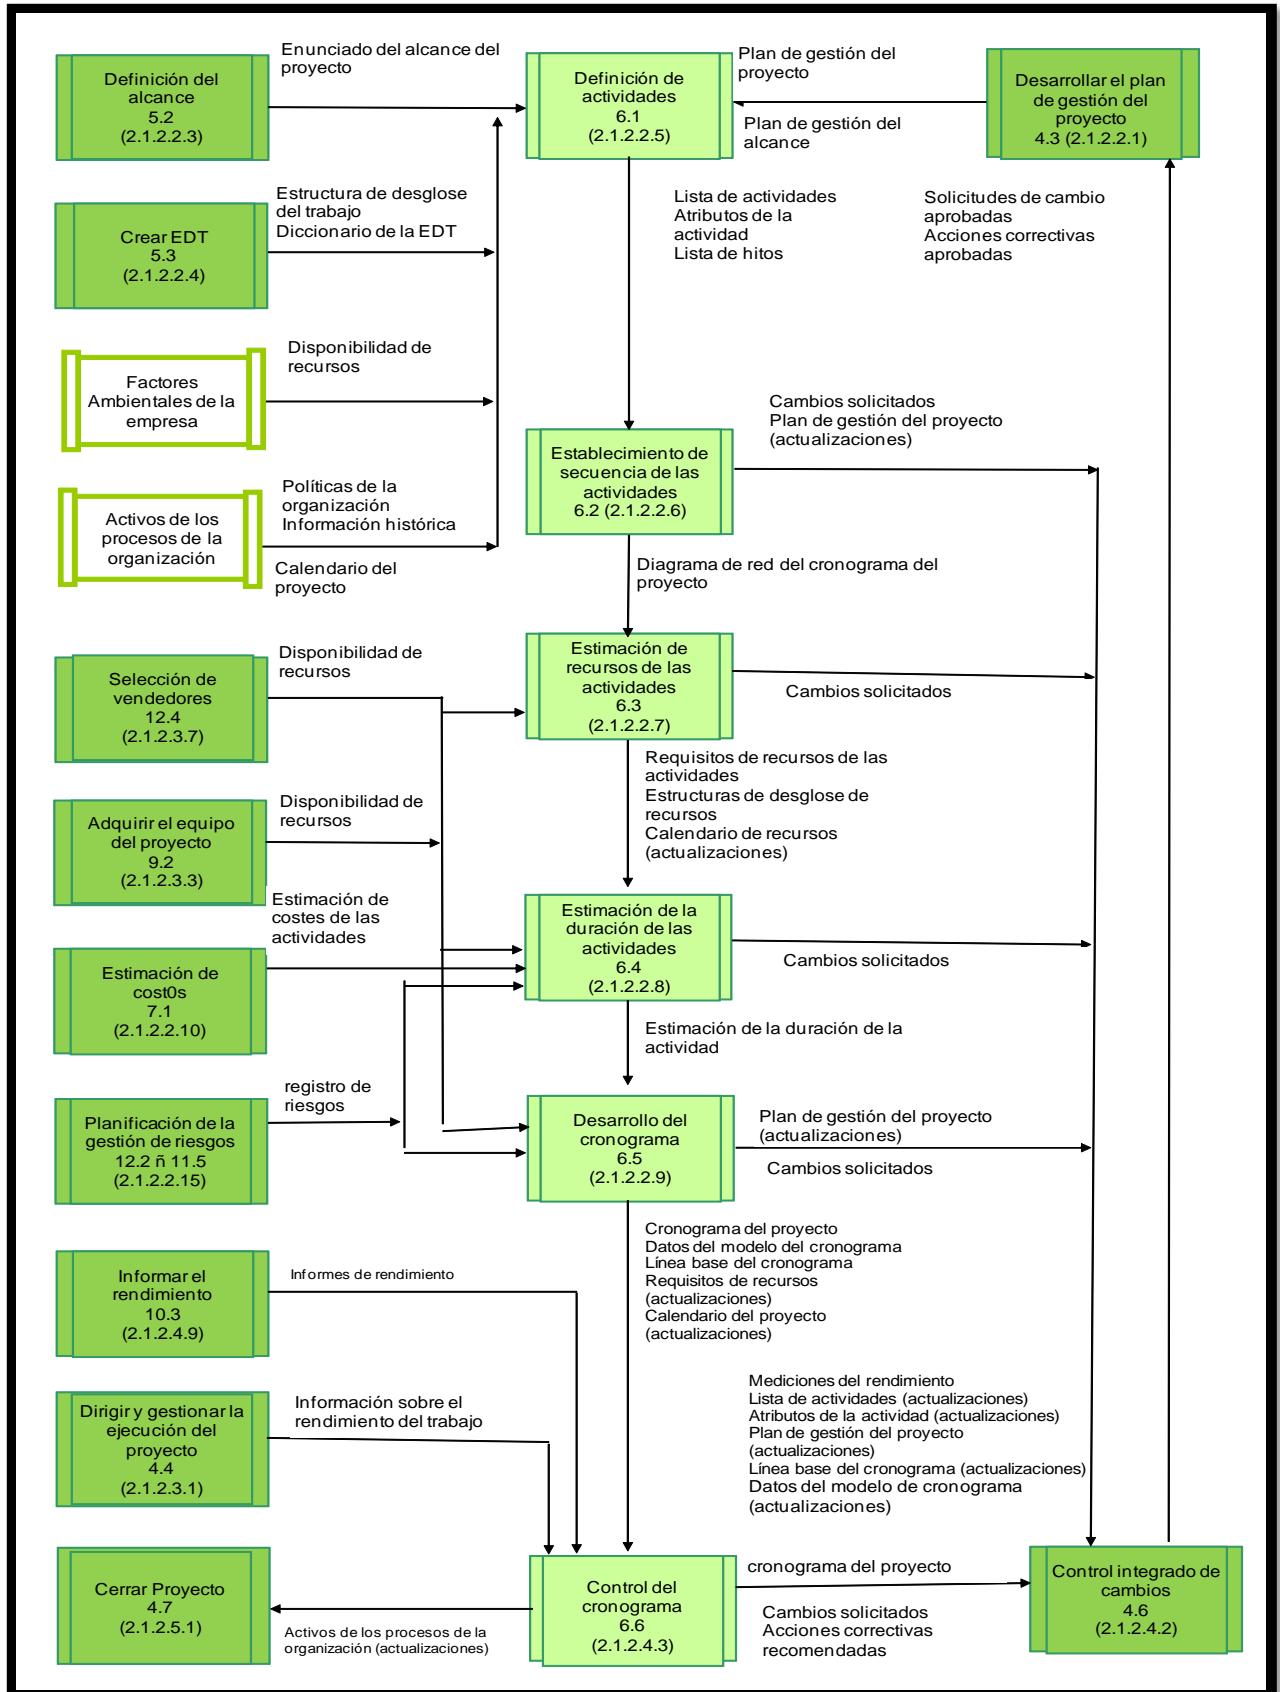 Definición del
alcance
5.2
(2.1.2.2.3)
Enunciado del alcance del
proyecto
Definición de
actividades
6.1
(2.1.2.2.5)
Plan de gestión del
proyecto
Plan de gestión del
alcance
Desarrollar el plan
de gestión del
proyecto
4.3 (2.1.2.2.1)
Crear EDT
5.3
(2.1.2.2.4)
Estructura de desglose
del trabajo
Diccionario de la EDT
Lista de actividades
Atributos de la
actividad
Lista de hitos
Solicitudes de cambio
aprobadas
Acciones correctivas
aprobadas
Factores
Ambientales de la
empresa
Disponibilidad de
recursos
Activos de los
procesos de la
organización
Políticas de la
organización
Información histórica
Calendario del
proyecto
Establecimiento de
secuencia de las
actividades
6.2 (2.1.2.2.6)
Cambios solicitados
Plan de gestión del proyecto
(actualizaciones)
Diagrama de red del cronograma del
proyecto
Selección de
vendedores
12.4
(2.1.2.3.7)
Disponibilidad de
recursos
Estimación de
recursos de las
actividades
6.3
(2.1.2.2.7)
Cambios solicitados
Requisitos de recursos de las
actividades
Estructuras de desglose de
recursos
Calendario de recursos
(actualizaciones)
Adquirir el equipo
del proyecto
9.2
(2.1.2.3.3)
Disponibilidad de
recursos
Estimación de
costes de las
actividades
Estimación de la
duración de las
actividades
6.4
(2.1.2.2.8)
Cambios solicitados
Estimación de
cost0s
7.1
(2.1.2.2.10)
Estimación de la duración de la
actividad
Planificación de la
gestión de riesgos
12.2 ñ 11.5
(2.1.2.2.15)
registro de
riesgos
Desarrollo del
cronograma
6.5
(2.1.2.2.9)
Plan de gestión del proyecto
(actualizaciones)
Cambios solicitados
Cronograma del proyecto
Datos del modelo del cronograma
Línea base del cronograma
Requisitos de recursos
(actualizaciones)
Calendario del proyecto
(actualizaciones)
Informar el
rendimiento
10.3
(2.1.2.4.9)
Informes de rendimiento
Dirigir y gestionar la
ejecución del
proyecto
4.4
(2.1.2.3.1)
Información sobre el
rendimiento del trabajo
Mediciones del rendimiento
Lista de actividades (actualizaciones)
Atributos de la actividad (actualizaciones)
Plan de gestión del proyecto
(actualizaciones)
Línea base del cronograma (actualizaciones)
Datos del modelo de cronograma
(actualizaciones)
Cerrar Proyecto
4.7
(2.1.2.5.1)
Activos de los procesos de la
organización (actualizaciones)
Control del
cronograma
6.6
(2.1.2.4.3)
cronograma del proyecto
Cambios solicitados
Acciones correctivas
recomendadas
Control integrado de
cambios
4.6
(2.1.2.4.2)